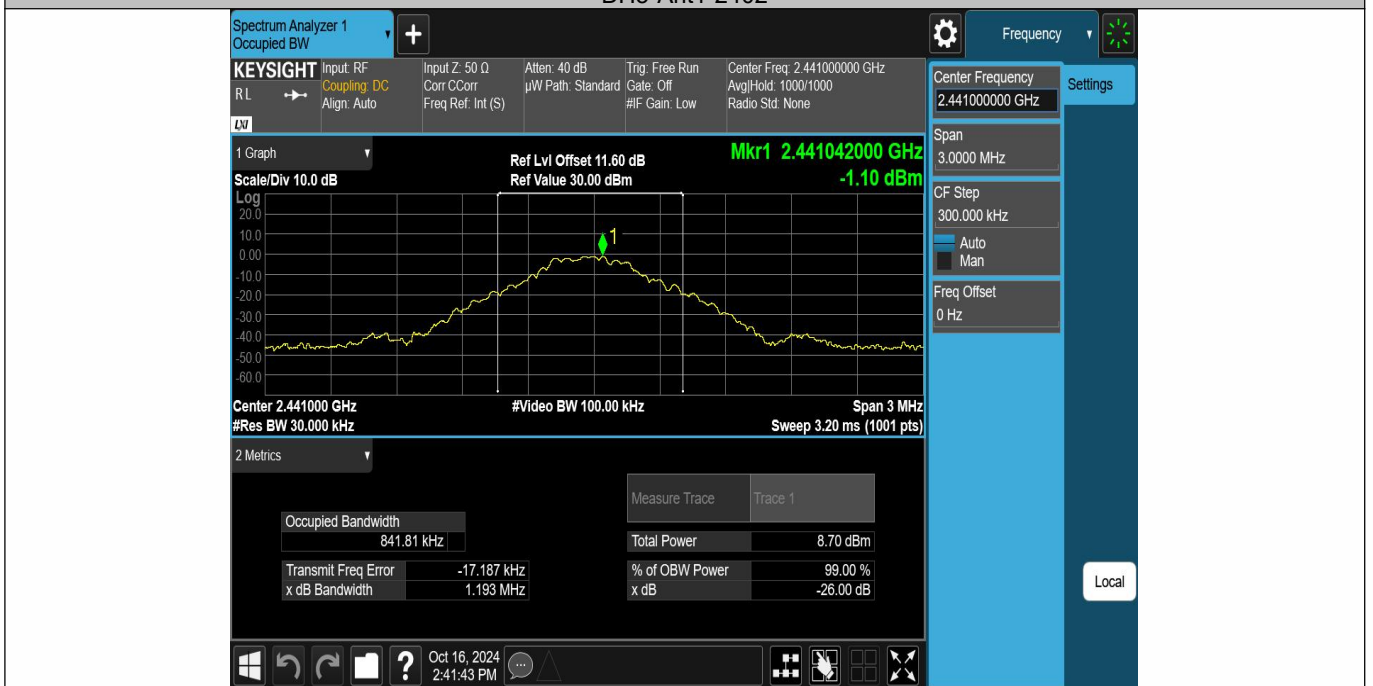 Spectrum Analyzer 1
Occupied BW
Frequency
KEYSIGHT
R L
LXI
Input: RF
Coupling: DC
Align: Auto
Input Z: 50 Ω
Corr CCorr
Freq Ref: Int (S)
Atten: 40 dB
µW Path: Standard
Trig: Free Run
Gate: Off
#IF Gain: Low
Center Freq: 2.441000000 GHz
Avg|Hold: 1000/1000
Radio Std: None
Center Frequency
2.441000000 GHz
Settings
Span
3.0000 MHz
CF Step
300.000 kHz
Auto
Man
Freq Offset
0 Hz
Local
1 Graph
Scale/Div 10.0 dB
Ref Lvl Offset 11.60 dB
Ref Value 30.00 dBm
Mkr1 2.441042000 GHz
-1.10 dBm
Log
20.0
10.0
0.00
-10.0
-20.0
-30.0
-40.0
-50.0
-60.0
1
Center 2.441000 GHz
#Res BW 30.000 kHz
#Video BW 100.00 kHz
Span 3 MHz
Sweep 3.20 ms (1001 pts)
2 Metrics
Measure Trace Trace 1
Occupied Bandwidth
841.81 kHz
Total Power 8.70 dBm
Transmit Freq Error -17.187 kHz
% of OBW Power 99.00 %
x dB Bandwidth 1.193 MHz
x dB -26.00 dB
?
Oct 16, 2024
2:41:43 PM